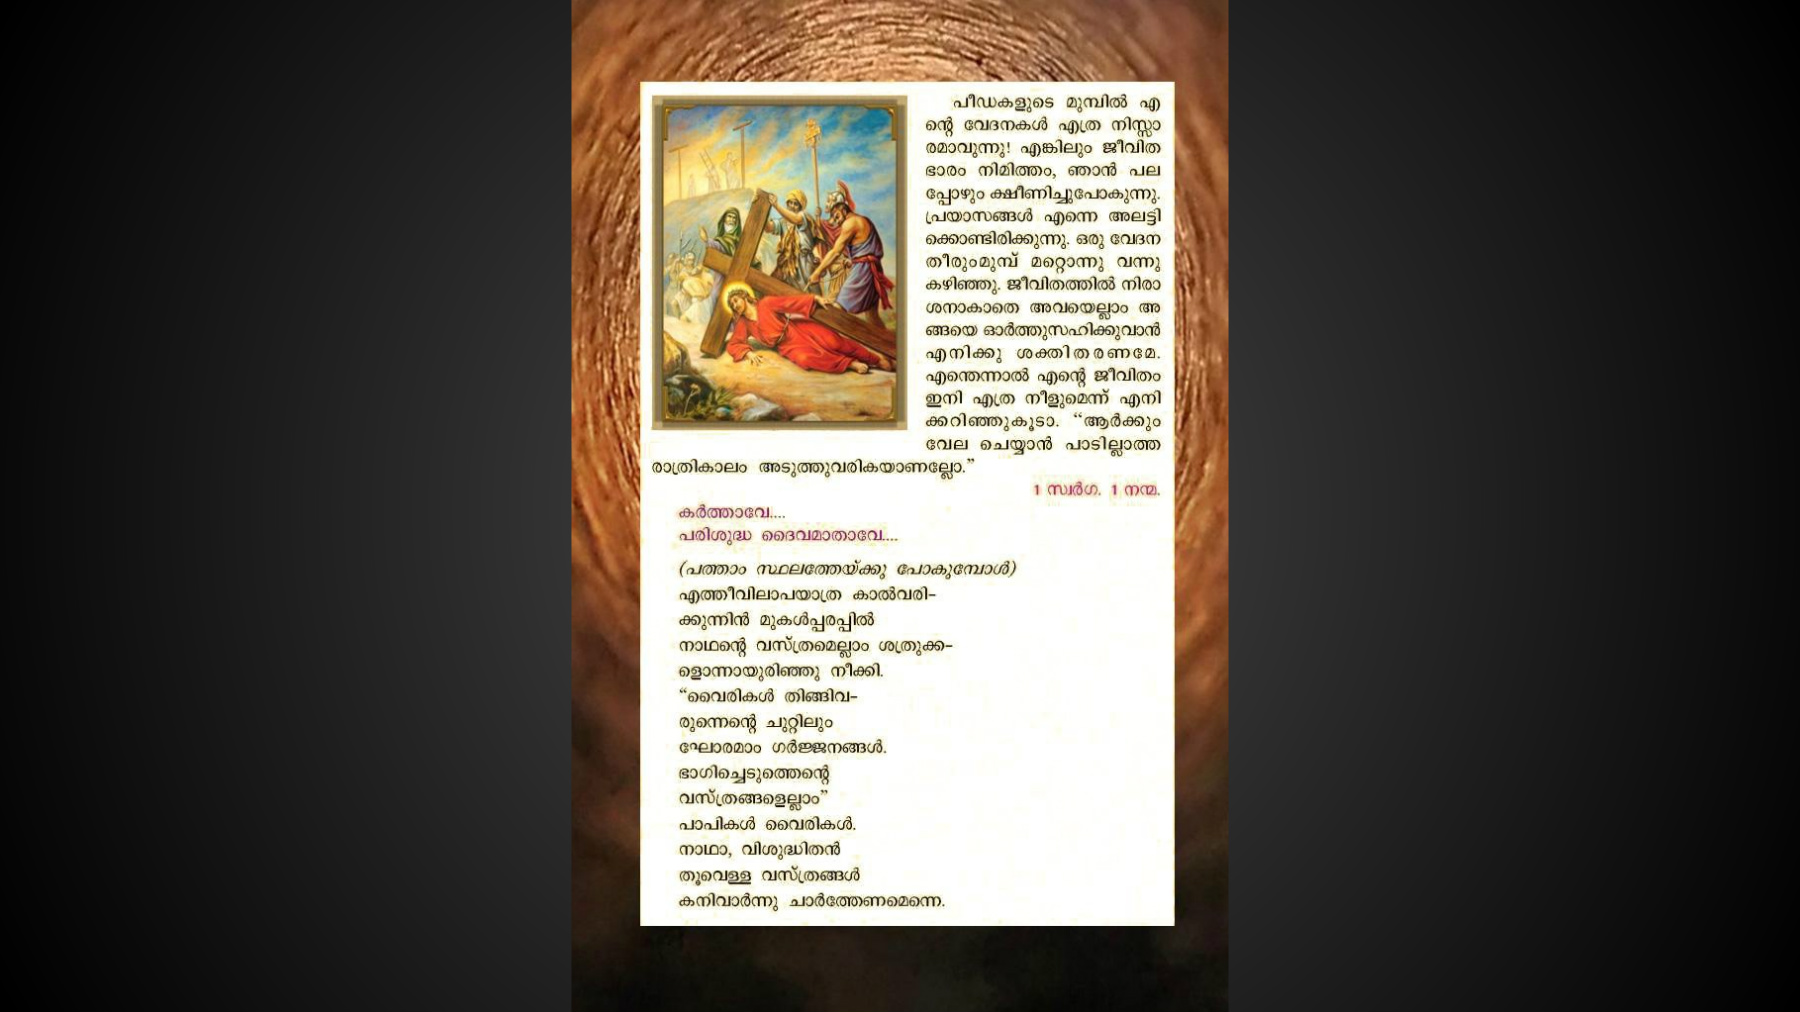 പീഡകളുടെ മുമ്പിൽ എ
ന്റെ വേദനകൾ എത്ര നിസ്സാ
രമാവുന്നു! എങ്കിലും ജീവിത
ഭാരം നിമിത്തം, ഞാൻ പല
പ്പോഴും ക്ഷീണിച്ചുപോകുന്നു.
പ്രയാസങ്ങൾ എന്നെ അലട്ടി
ക്കൊണ്ടിരിക്കുന്നു. ഒരു വേദന
തീരുംമുമ്പ് മറ്റൊന്നു വന്നു
കഴിഞ്ഞു. ജീവിതത്തിൽ നിരാ
ശനാകാതെ അവയെല്ലാം അ
ങ്ങയെ ഓർത്തുസഹിക്കുവാൻ
എനിക്കു ശക്തിതരണമേ.
എന്തെന്നാൽ എന്റെ ജീവിതം
ഇനി എത്ര നീളുമെന്ന് എനി
ക്കറിഞ്ഞുകൂടാ. “ആർക്കും
വേല ചെയ്യാൻ പാടില്ലാത്ത
രാത്രികാലം അടുത്തുവരികയാണല്ലോ.”
1 സ്വർഗ. 1 നന്മ.
കർത്താവേ....
പരിശുദ്ധ ദൈവമാതാവേ....
(പത്താം സ്ഥലത്തേയ്ക്കു പോകുമ്പോൾ)
എത്തീവിലാപയാത്ര കാൽവരി–
ക്കുന്നിൻ മുകൾപ്പരപ്പിൽ
നാഥന്റെ വസ്ത്രമെല്ലാം ശത്രുക്ക–
ളൊന്നായുരിഞ്ഞു നീക്കി.
“വൈരികൾ തിങ്ങിവ–
രുന്നെന്റെ ചുറ്റിലും
ഘോരമാം ഗർജ്ജനങ്ങൾ.
ഭാഗിച്ചെടുത്തെന്റെ
വസ്ത്രങ്ങളെല്ലാം”
പാപികൾ വൈരികൾ.
നാഥാ, വിശുദ്ധിതൻ
തൂവെള്ള വസ്ത്രങ്ങൾ
കനിവാർന്നു ചാർത്തേണമെന്നെ.